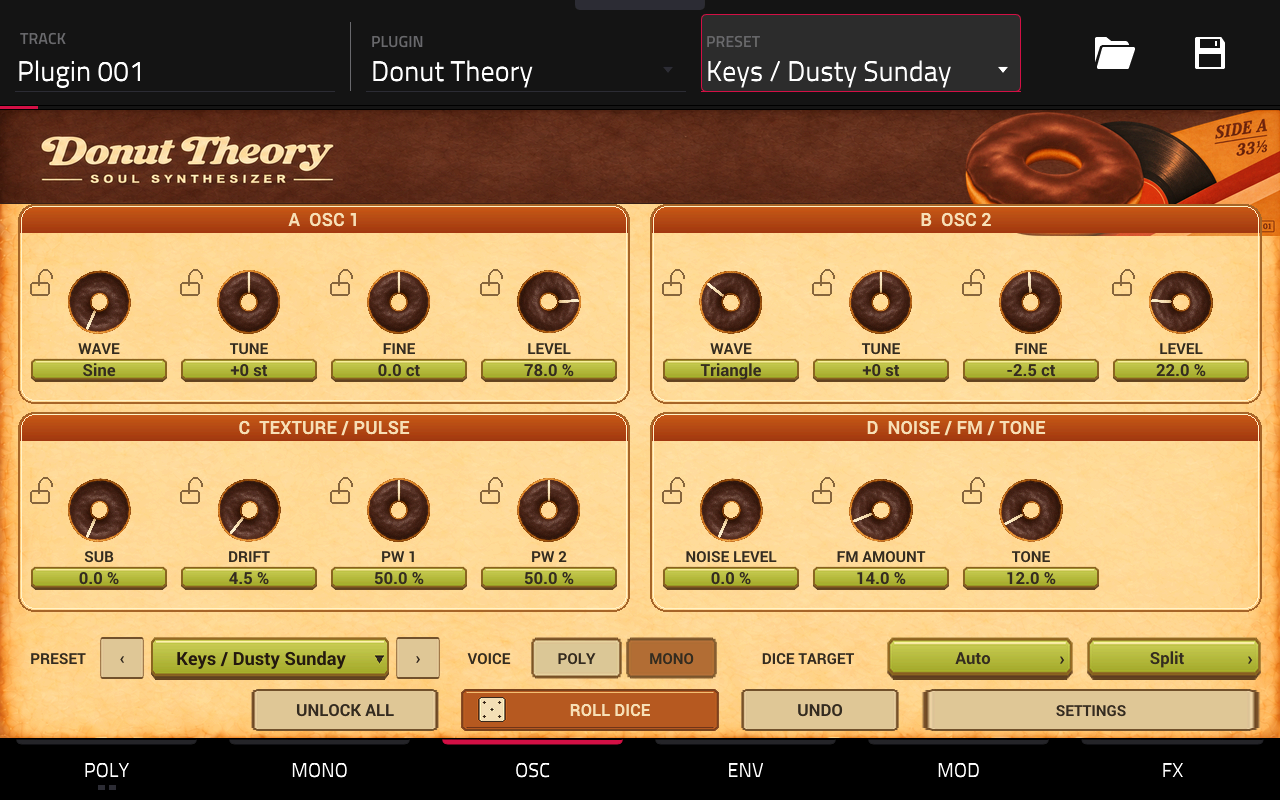 TRACK
Plugin 001
PLUGIN
Donut Theory
PRESET
Keys / Dusty Sunday
Donut Theory
SOUL SYNTHESIZER
SIDE A
33⅓
01
A OSC 1
WAVE TUNE FINE LEVEL
Sine +0 st 0.0 ct 78.0 %
B OSC 2
WAVE TUNE FINE LEVEL
Triangle +0 st -2.5 ct 22.0 %
C TEXTURE / PULSE
SUB DRIFT PW 1 PW 2
0.0 % 4.5 % 50.0 % 50.0 %
D NOISE / FM / TONE
NOISE LEVEL FM AMOUNT TONE
0.0 % 14.0 % 12.0 %
PRESET ‹ Keys / Dusty Sunday ▼ › VOICE POLY MONO DICE TARGET Auto › Split ›
UNLOCK ALL ROLL DICE UNDO SETTINGS
POLY MONO OSC ENV MOD FX